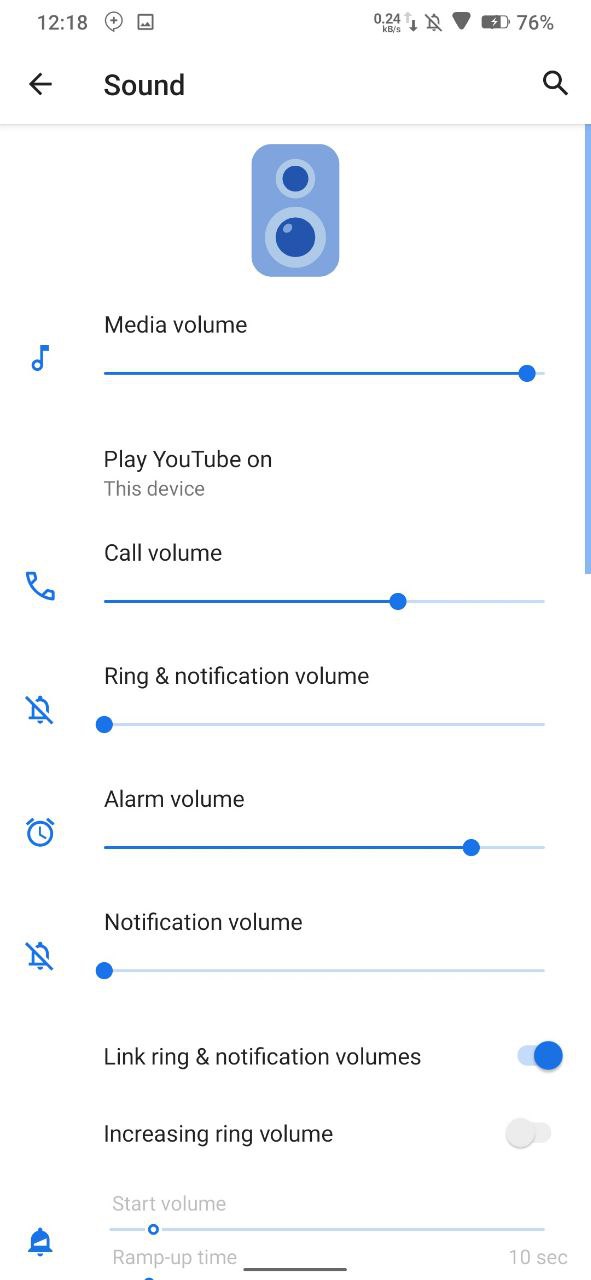 12:18 0.24 kB/s 76%
Sound
Media volume
Play YouTube on
This device
Call volume
Ring & notification volume
Alarm volume
Notification volume
Link ring & notification volumes
Increasing ring volume
Start volume
Ramp-up time 10 sec